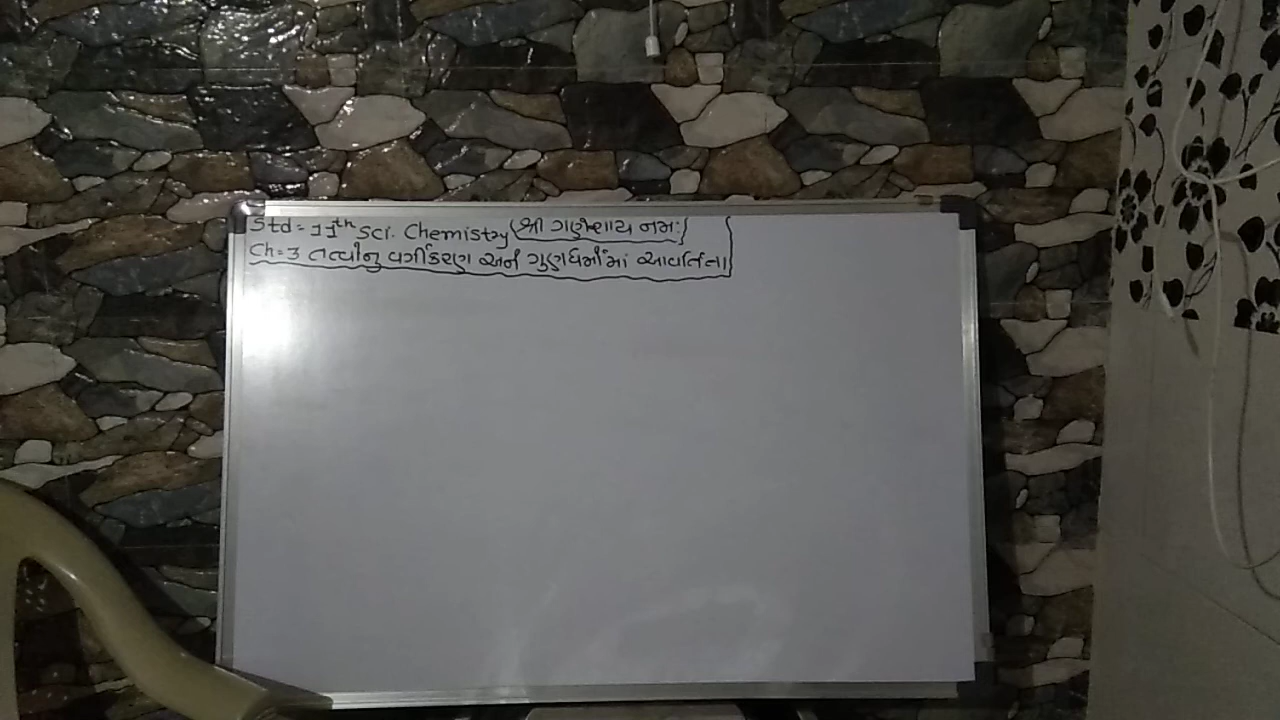 Std = 11th Sci. Chemistry (શ્રી ગણેશાય નમઃ)
Ch = 3 તત્વોનું વર્ગીકરણ અને ગુણધર્મોમાં આવર્તિતા